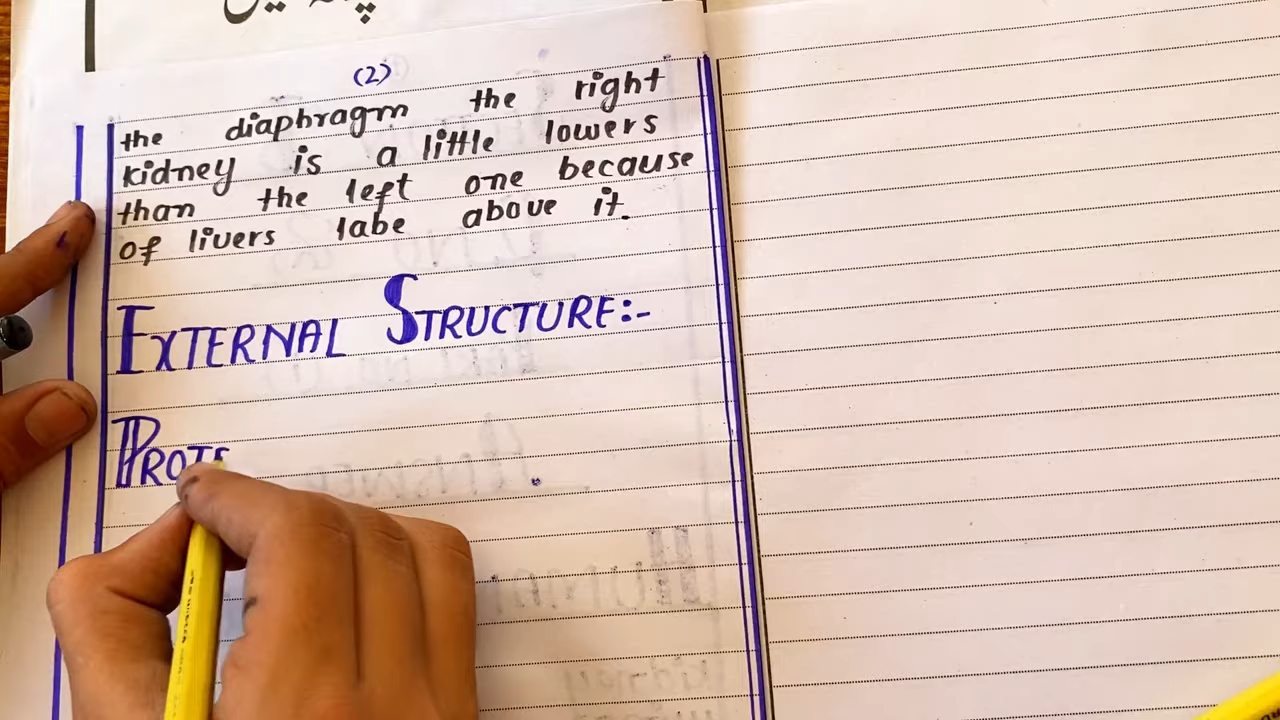 (2)
the diaphragm the right
kidney is a little lowers
than the left one because
of livers labe above it.
EXTERNAL STRUCTURE:-
PROTE